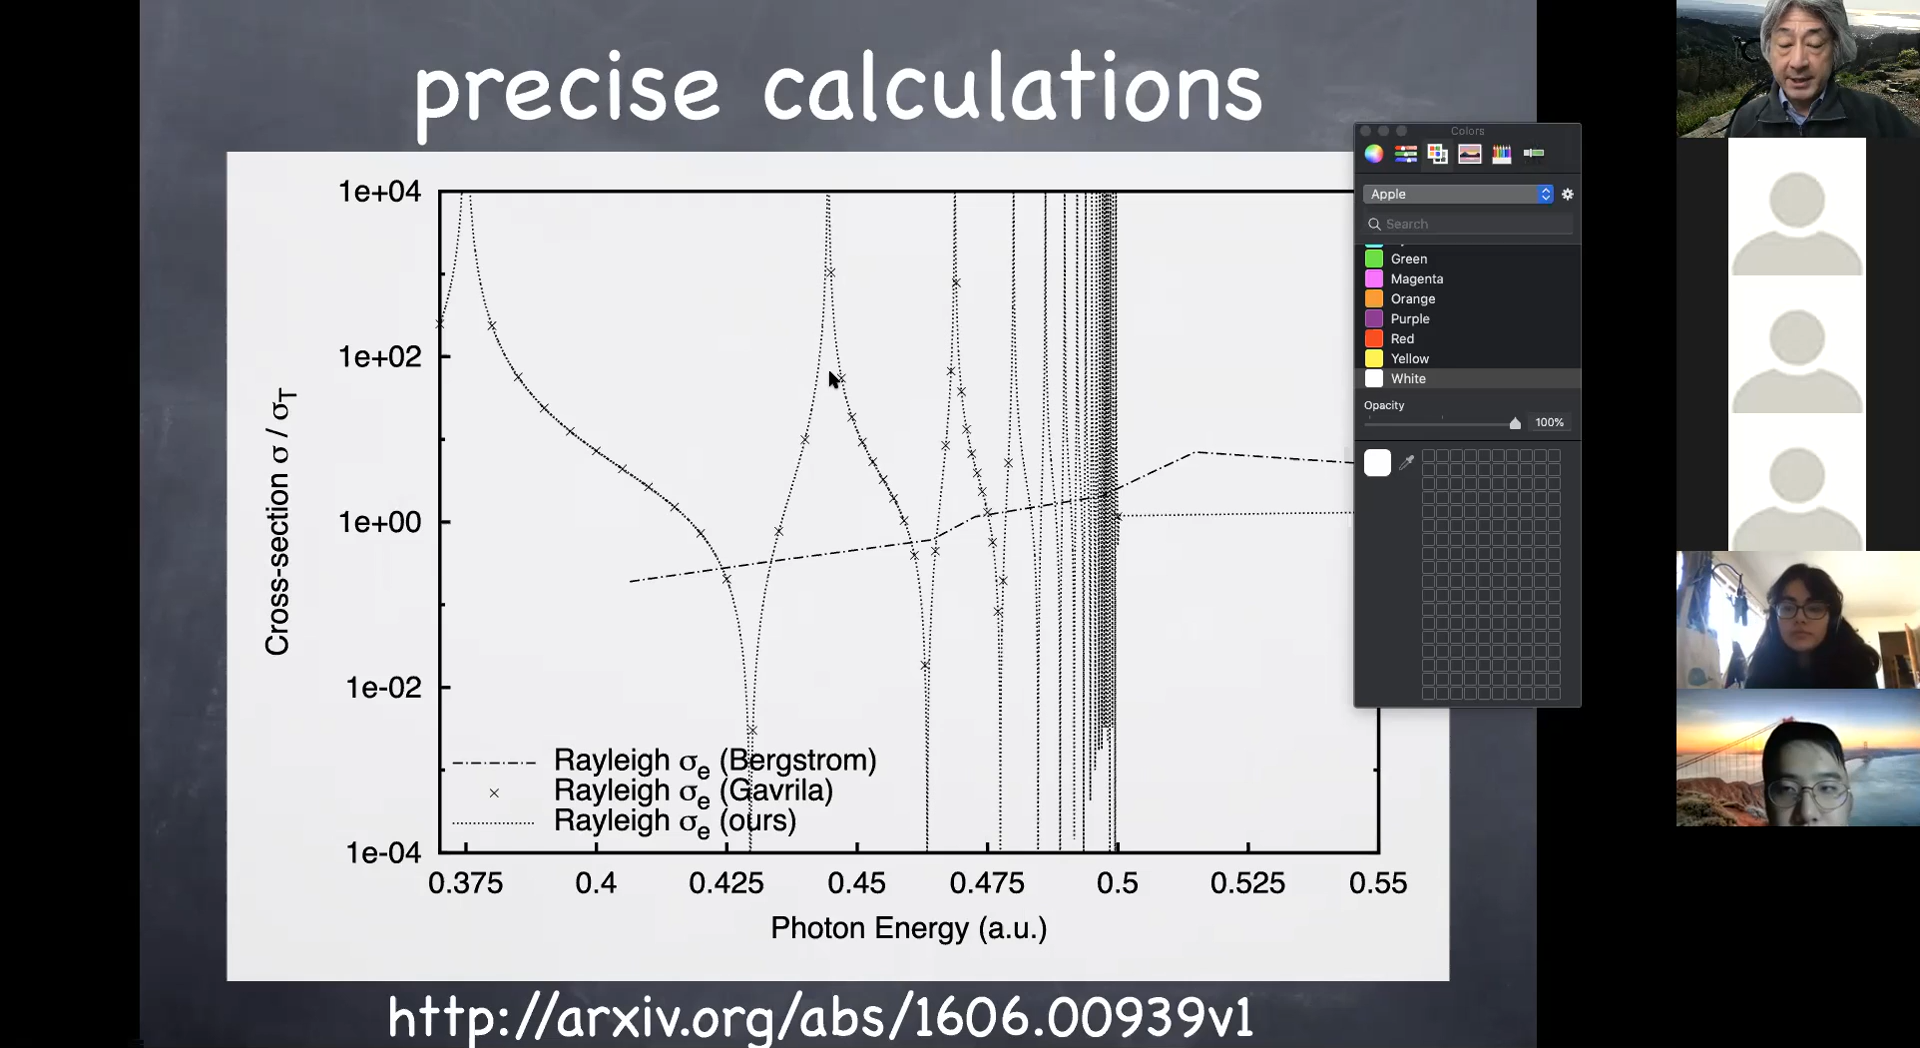 precise calculations
1e+04
1e+02
1e+00
1e-02
1e-04
Cross-section σ / σT
Rayleigh σe (Bergstrom)
Rayleigh σe (Gavrila)
Rayleigh σe (ours)
0.375 0.4 0.425 0.45 0.475 0.5 0.525 0.55
Photon Energy (a.u.)
http://arxiv.org/abs/1606.00939v1
Colors
Apple
Search
Green
Magenta
Orange
Purple
Red
Yellow
White
Opacity
100%